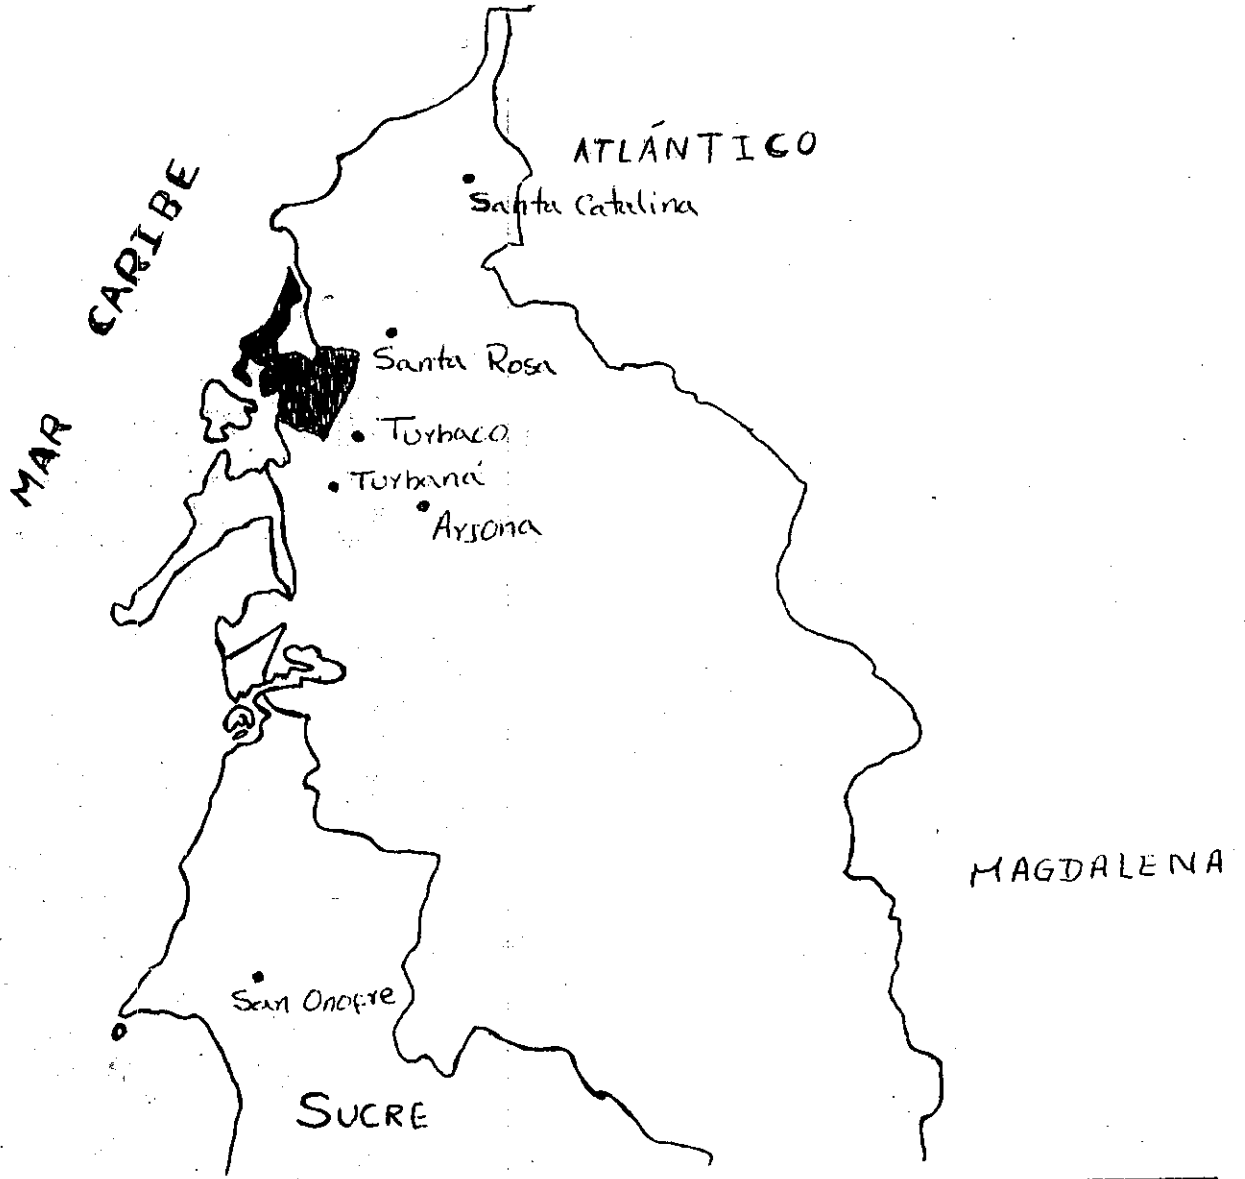 ATLÁNTICO
Santa Catalina
MAR CARIBE
Santa Rosa
Turbaco
Turbaná
Arjona
MAGDALENA
San Onofre
SUCRE